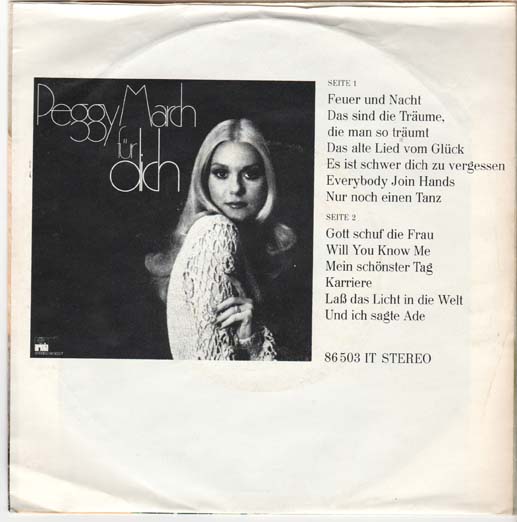 Peggy March
für
dich
SEITE 1
Feuer und Nacht
Das sind die Träume,
die man so träumt
Das alte Lied vom Glück
Es ist schwer dich zu vergessen
Everybody Join Hands
Nur noch einen Tanz
SEITE 2
Gott schuf die Frau
Will You Know Me
Mein schönster Tag
Karriere
Laß das Licht in die Welt
Und ich sagte Ade
86 503 IT STEREO